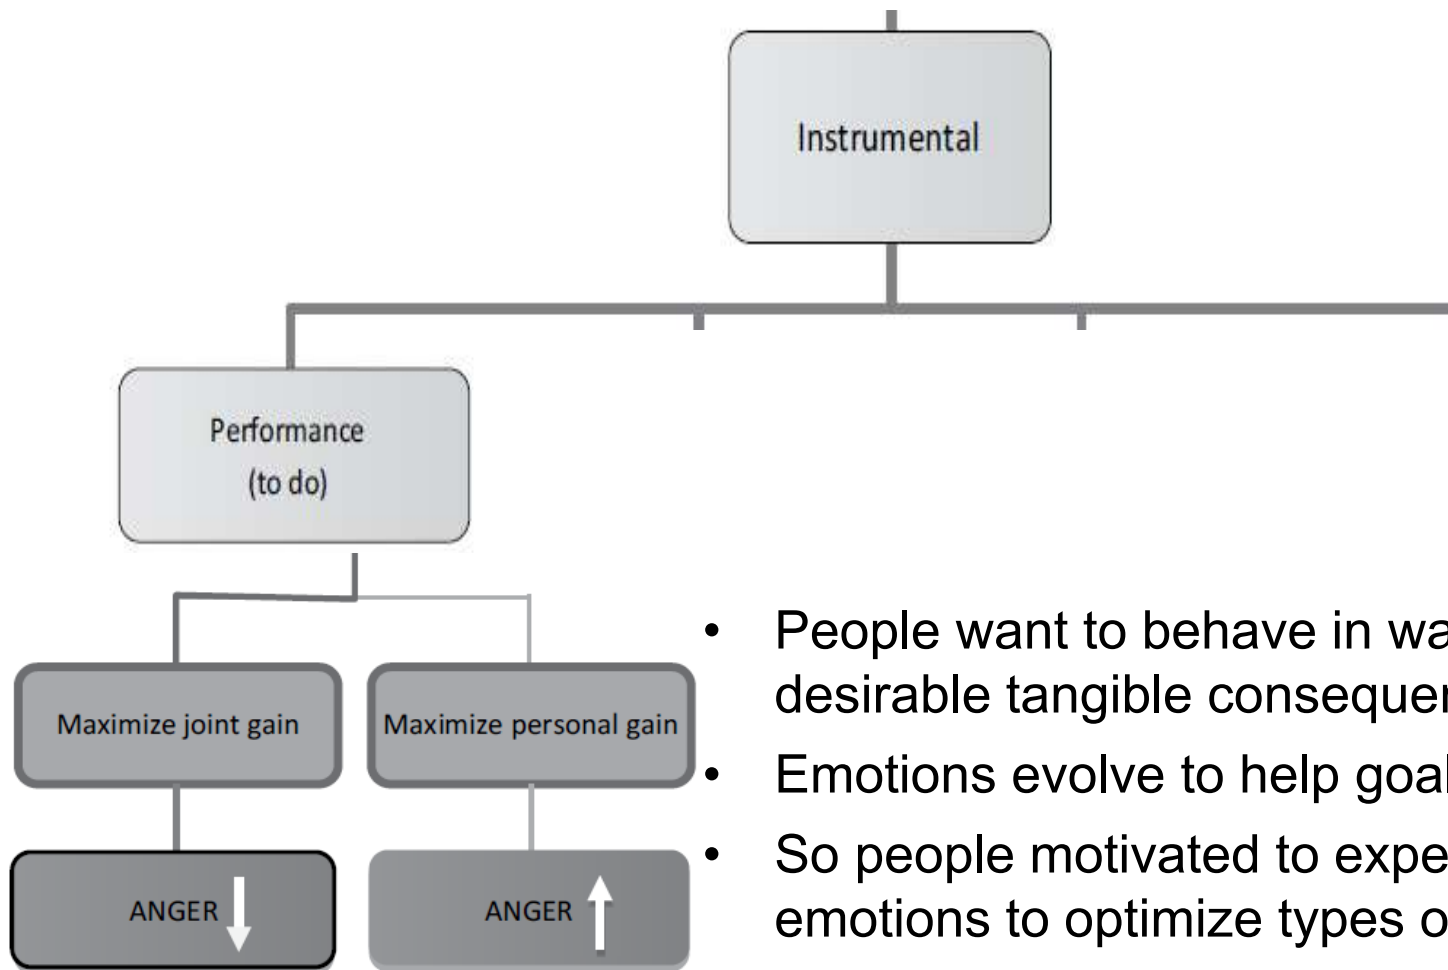 Instrumental
Performance
(to do)
Maximize joint gain
Maximize personal gain
ANGER
ANGER
• People want to behave in wa
desirable tangible consequen
• Emotions evolve to help goal
• So people motivated to expe
emotions to optimize types o